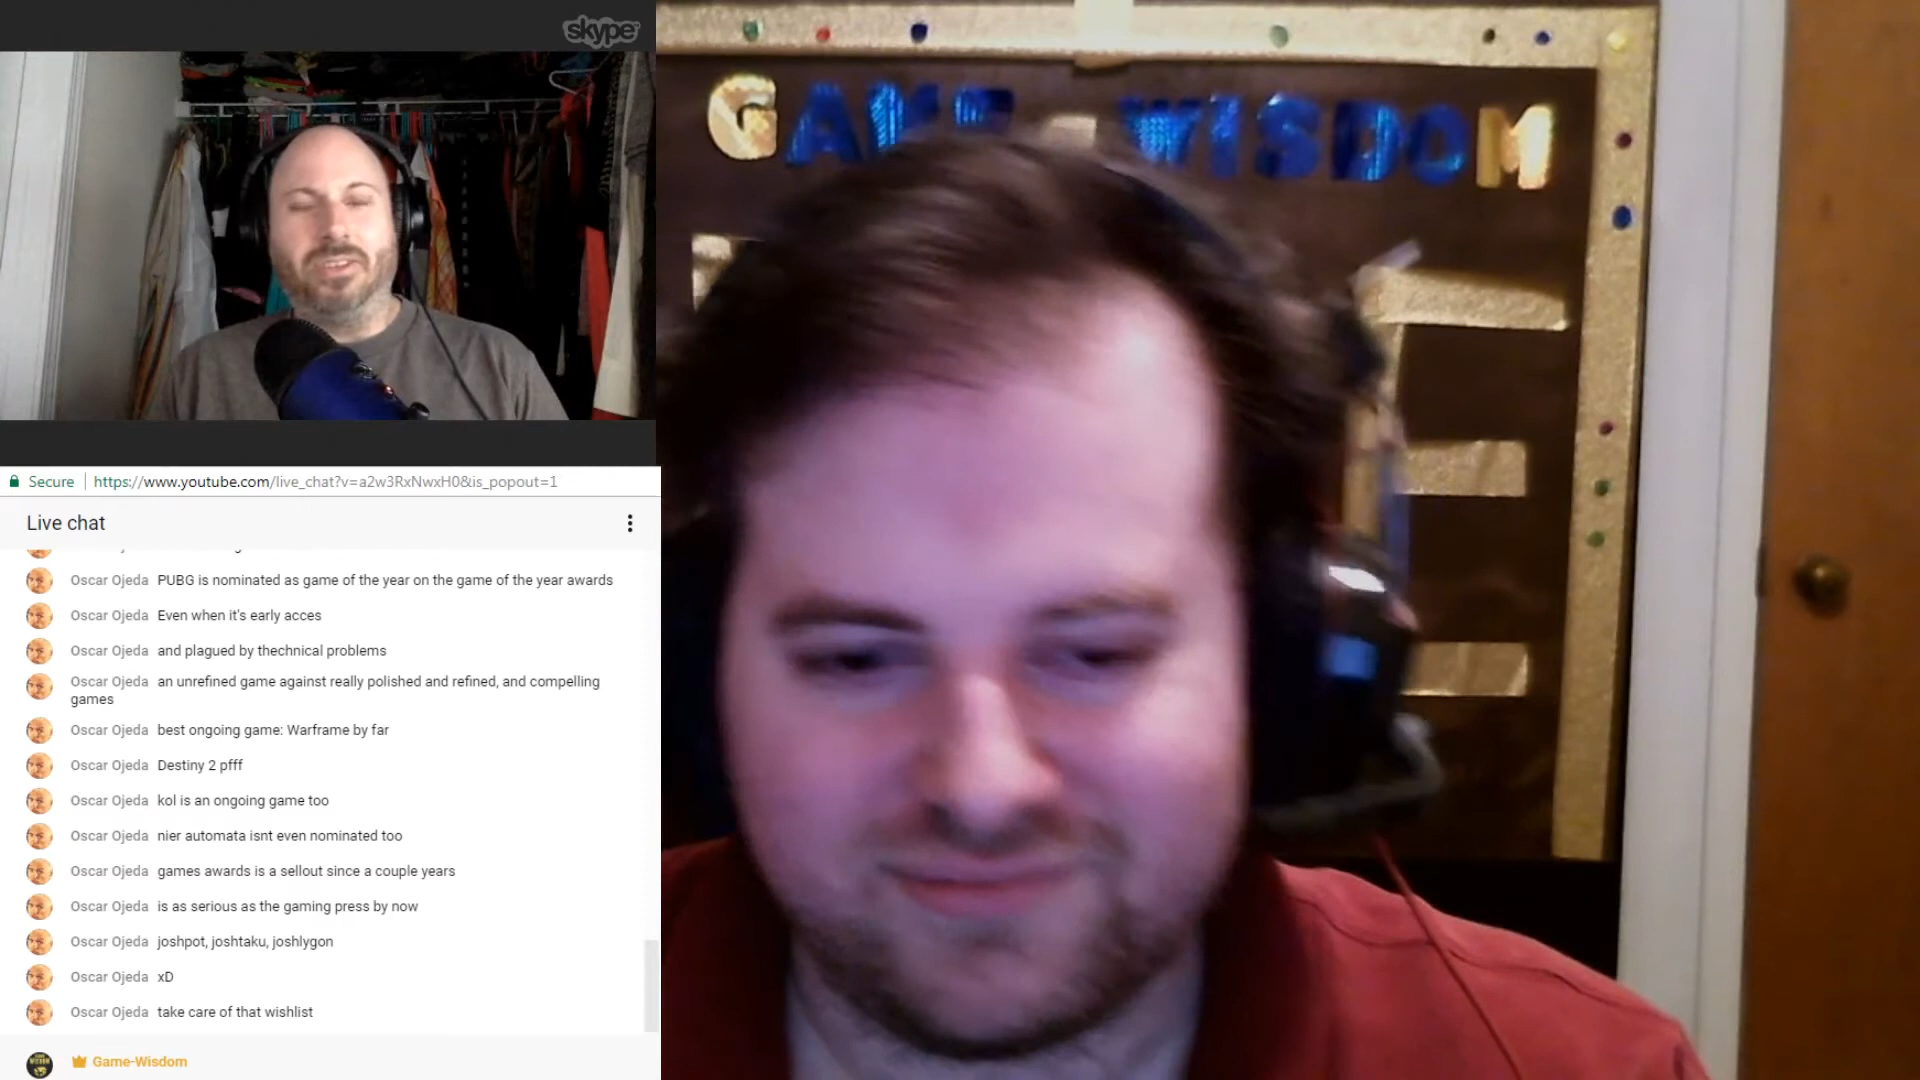 skype
GAME-WISDOM
Secure
https://www.youtube.com/live_chat?v=a2w3RxNwxH0&is_popout=1
Live chat
Oscar Ojeda PUBG is nominated as game of the year on the game of the year awards
Oscar Ojeda Even when it's early acces
Oscar Ojeda and plagued by thechnical problems
Oscar Ojeda an unrefined game against really polished and refined, and compelling
games
Oscar Ojeda best ongoing game: Warframe by far
Oscar Ojeda Destiny 2 pfff
Oscar Ojeda kol is an ongoing game too
Oscar Ojeda nier automata isnt even nominated too
Oscar Ojeda games awards is a sellout since a couple years
Oscar Ojeda is as serious as the gaming press by now
Oscar Ojeda joshpot, joshtaku, joshlygon
Oscar Ojeda xD
Oscar Ojeda take care of that wishlist
Game-Wisdom